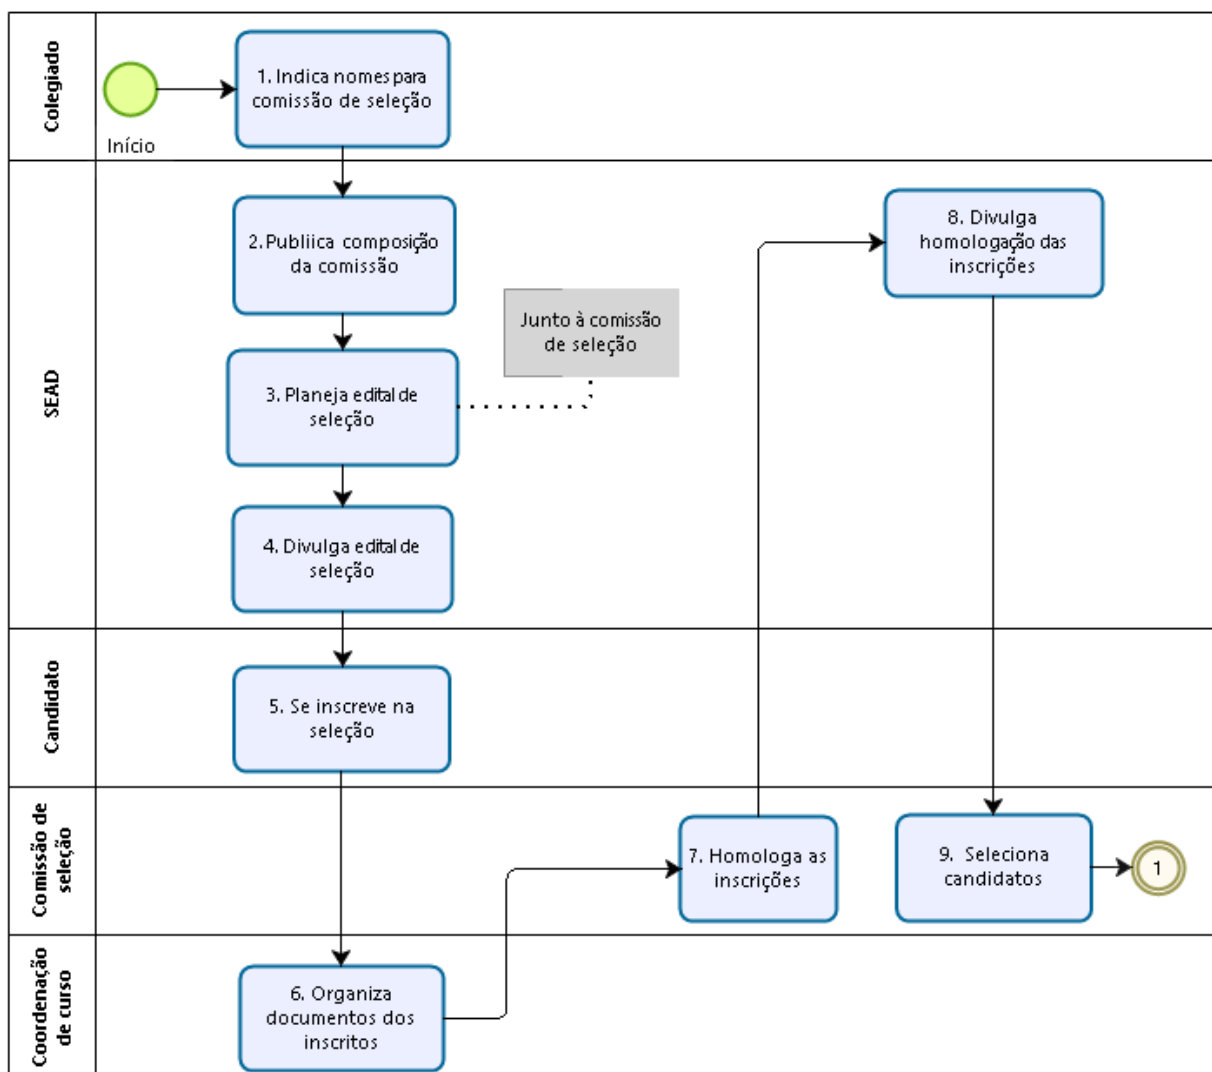 Colegiado
Início
1. Indica nomes para
comissão de seleção
SEAD
2. Publiica composição
da comissão
3. Planeja edital de
seleção
Junto à comissão
de seleção
4. Divulga edital de
seleção
8. Divulga
homologação das
inscrições
Candidato
5. Se inscreve na
seleção
Comissão de
seleção
7. Homologa as
inscrições
9. Seleciona
candidatos
1
Coordenação
de curso
6. Organiza
documentos dos
inscritos